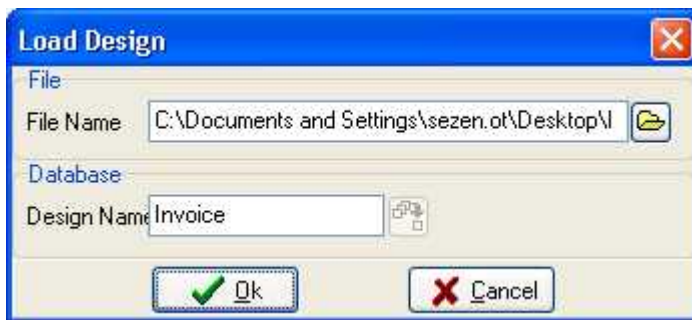 Load Design
File
File Name C:\Documents and Settings\sezen.ot\Desktop\I
Database
Design Name Invoice
Ok Cancel